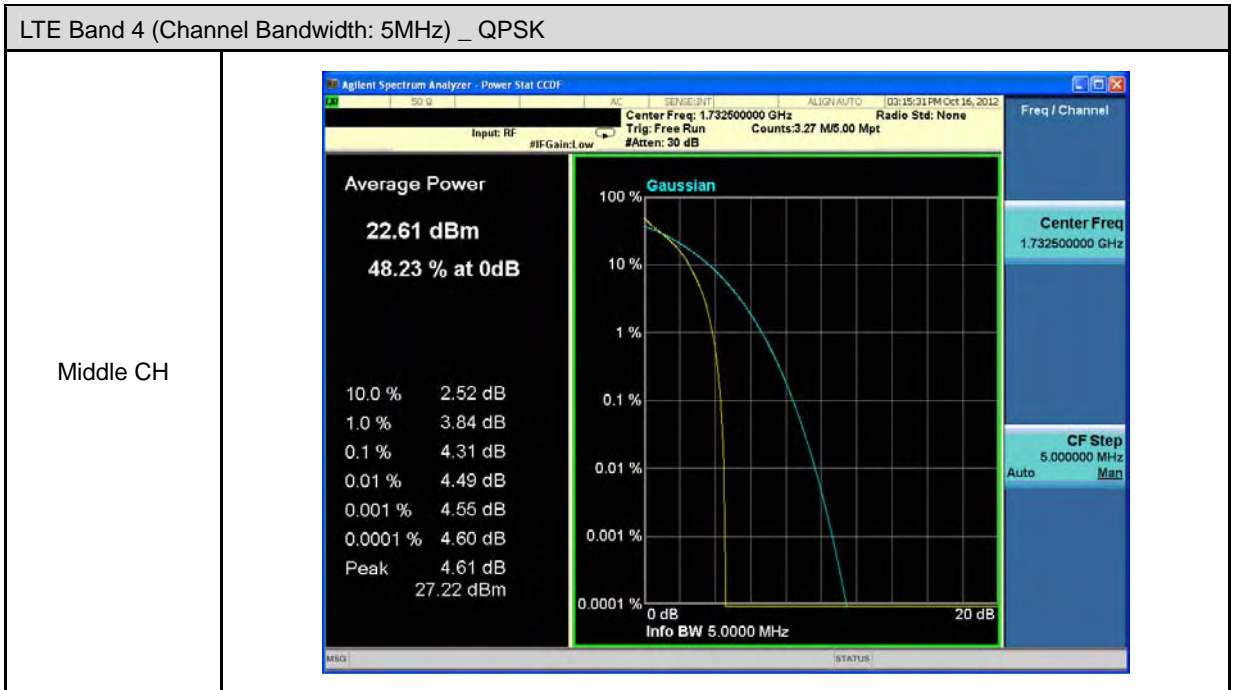 LTE Band 4 (Channel Bandwidth: 5MHz) _ QPSK
Middle CH
Agilent Spectrum Analyzer - Power Stat CCDF
50 Ω AC SENSE:INT ALIGN AUTO 03:15:31 PM Oct 16, 2012
Center Freq: 1.732500000 GHz Radio Std: None
Input: RF Trig: Free Run Counts:3.27 M/5.00 Mpt
#IFGain:Low #Atten: 30 dB
Freq / Channel
Average Power
22.61 dBm
48.23 % at 0dB
10.0 % 2.52 dB
1.0 % 3.84 dB
0.1 % 4.31 dB
0.01 % 4.49 dB
0.001 % 4.55 dB
0.0001 % 4.60 dB
Peak 4.61 dB
27.22 dBm
Gaussian
100 %
10 %
1 %
0.1 %
0.01 %
0.001 %
0.0001 %
0 dB 20 dB
Info BW 5.0000 MHz
Center Freq
1.732500000 GHz
CF Step
5.000000 MHz
Auto Man
MSG STATUS